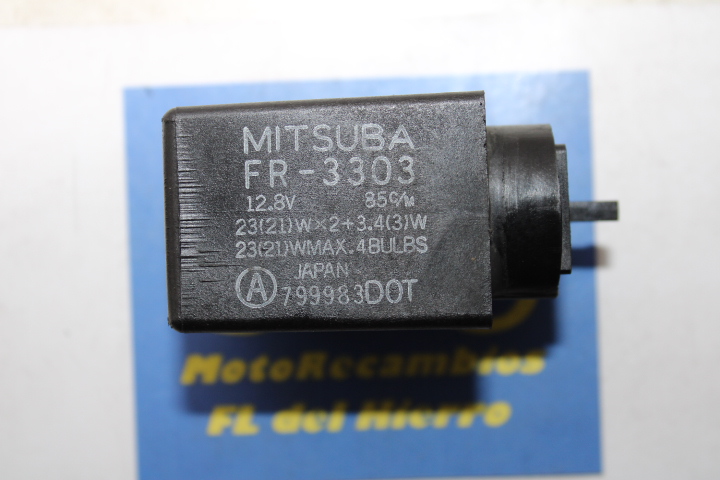 MITSUBA
FR-3303
12.8V 85c/m
23(21)W×2+3.4(3)W
23(21)WMAX.4BULBS
JAPAN
Ⓐ799983DOT
MotoRecambios
FL del Hierro